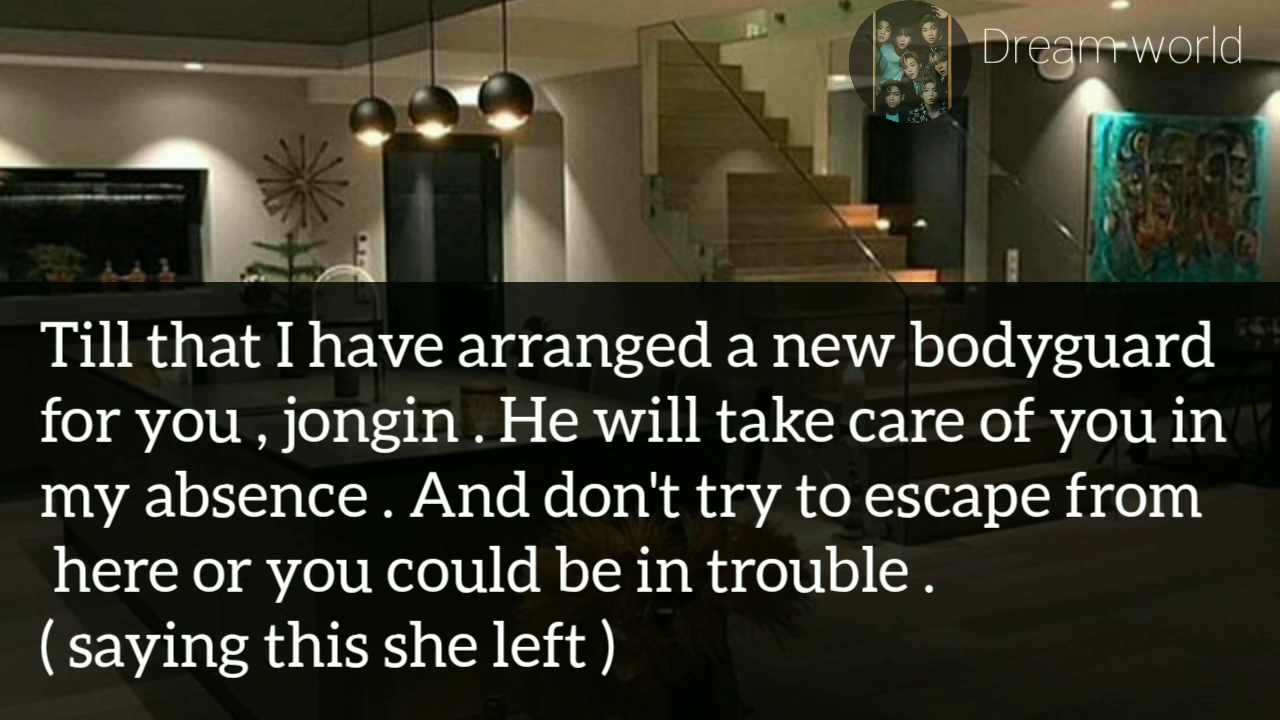 Dream world
Till that I have arranged a new bodyguard
for you , jongin . He will take care of you in
my absence . And don't try to escape from
here or you could be in trouble .
( saying this she left )